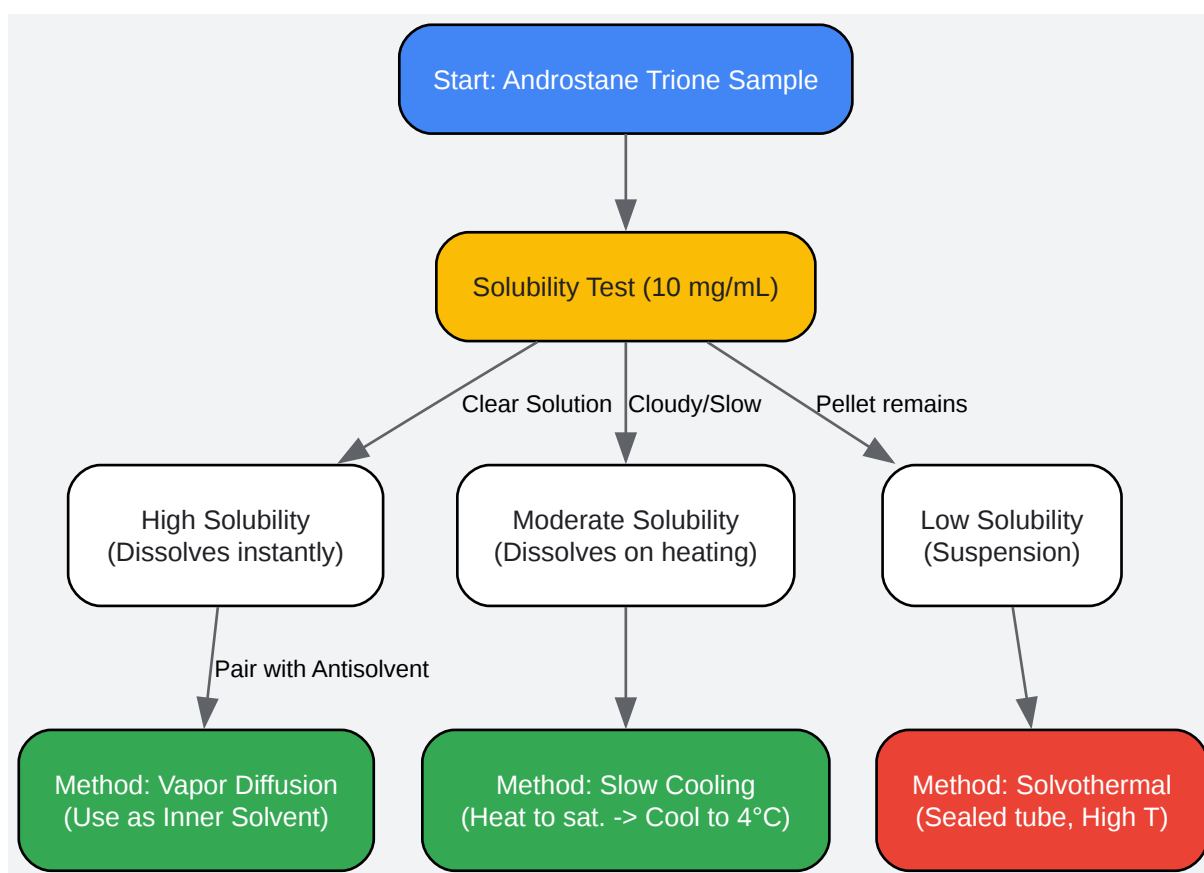 Start: Androstane Trione Sample
Solubility Test (10 mg/mL)
Clear Solution
Cloudy/Slow
Pellet remains
High Solubility
(Dissolves instantly)
Moderate Solubility
(Dissolves on heating)
Low Solubility
(Suspension)
Pair with Antisolvent
Method: Vapor Diffusion
(Use as Inner Solvent)
Method: Slow Cooling
(Heat to sat. -> Cool to 4°C)
Method: Solvothermal
(Sealed tube, High T)